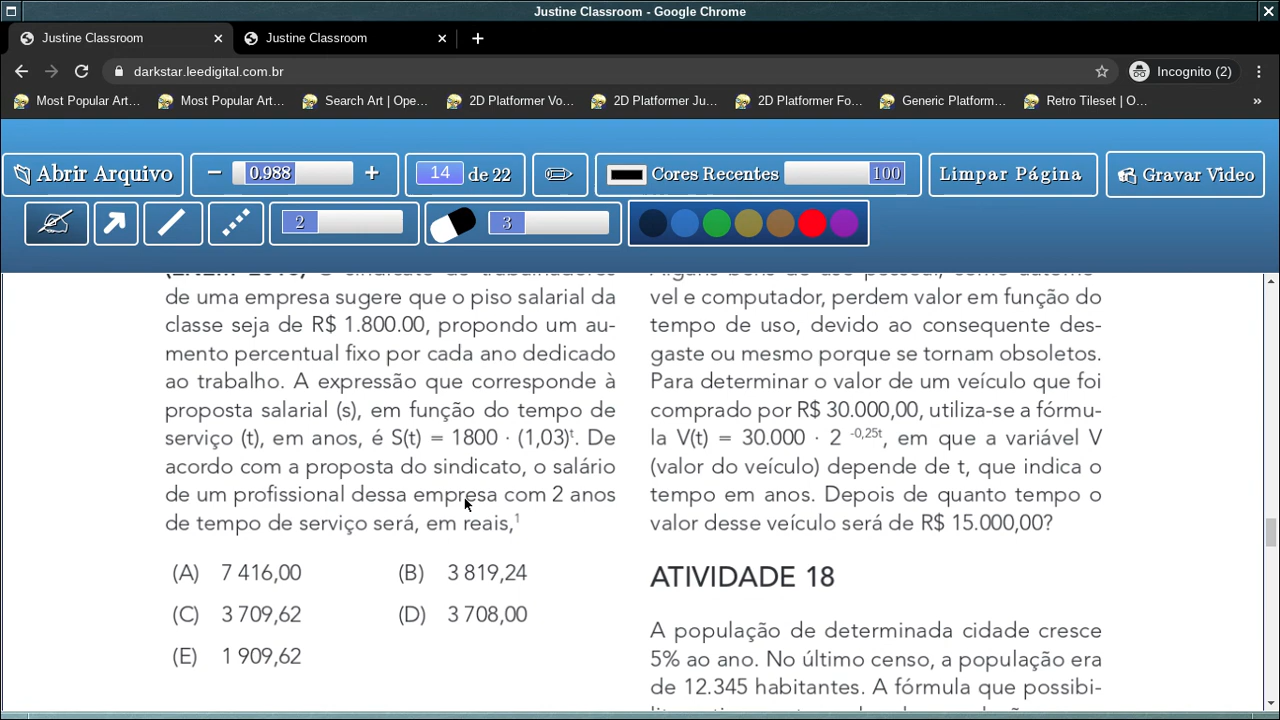 Justine Classroom - Google Chrome
Justine Classroom
Justine Classroom
darkstar.leedigital.com.br
Incognito (2)
Most Popular Art…
Most Popular Art…
Search Art | Ope…
2D Platformer Vo…
2D Platformer Ju…
2D Platformer Fo…
Generic Platform…
Retro Tileset | O…
»
Abrir Arquivo
− 0,988 +
14 de 22
Cores Recentes 100
Limpar Página
Gravar Video
2
3
de uma empresa sugere que o piso salarial da
classe seja de R$ 1.800.00, propondo um au-
mento percentual fixo por cada ano dedicado
ao trabalho. A expressão que corresponde à
proposta salarial (s), em função do tempo de
serviço (t), em anos, é S(t) = 1800 · (1,03)ᵗ. De
acordo com a proposta do sindicato, o salário
de um profissional dessa empresa com 2 anos
de tempo de serviço será, em reais,¹
(A) 7 416,00 (B) 3 819,24
(C) 3 709,62 (D) 3 708,00
(E) 1 909,62
vel e computador, perdem valor em função do
tempo de uso, devido ao consequente des-
gaste ou mesmo porque se tornam obsoletos.
Para determinar o valor de um veículo que foi
comprado por R$ 30.000,00, utiliza-se a fórmu-
la V(t) = 30.000 · 2 -0,25t, em que a variável V
(valor do veículo) depende de t, que indica o
tempo em anos. Depois de quanto tempo o
valor desse veículo será de R$ 15.000,00?
ATIVIDADE 18
A população de determinada cidade cresce
5% ao ano. No último censo, a população era
de 12.345 habitantes. A fórmula que possibi-